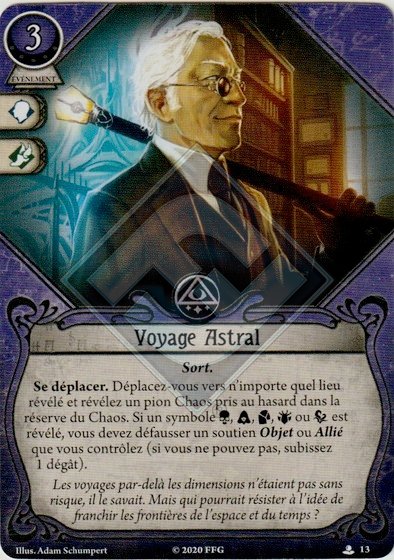 3
ÉVÉNEMENT
Voyage Astral
Sort.
Se déplacer. Déplacez-vous vers n'importe quel lieu
révélé et révélez un pion Chaos pris au hasard dans la
réserve du Chaos. Si un symbole , , , ou est
révélé, vous devez défausser un soutien Objet ou Allié
que vous contrôlez (si vous ne pouvez pas, subissez
1 dégât).
Les voyages par-delà les dimensions n'étaient pas sans
risque, il le savait. Mais qui pourrait résister à l'idée de
franchir les frontières de l'espace et du temps ?
Illus. Adam Schumpert © 2020 FFG 13